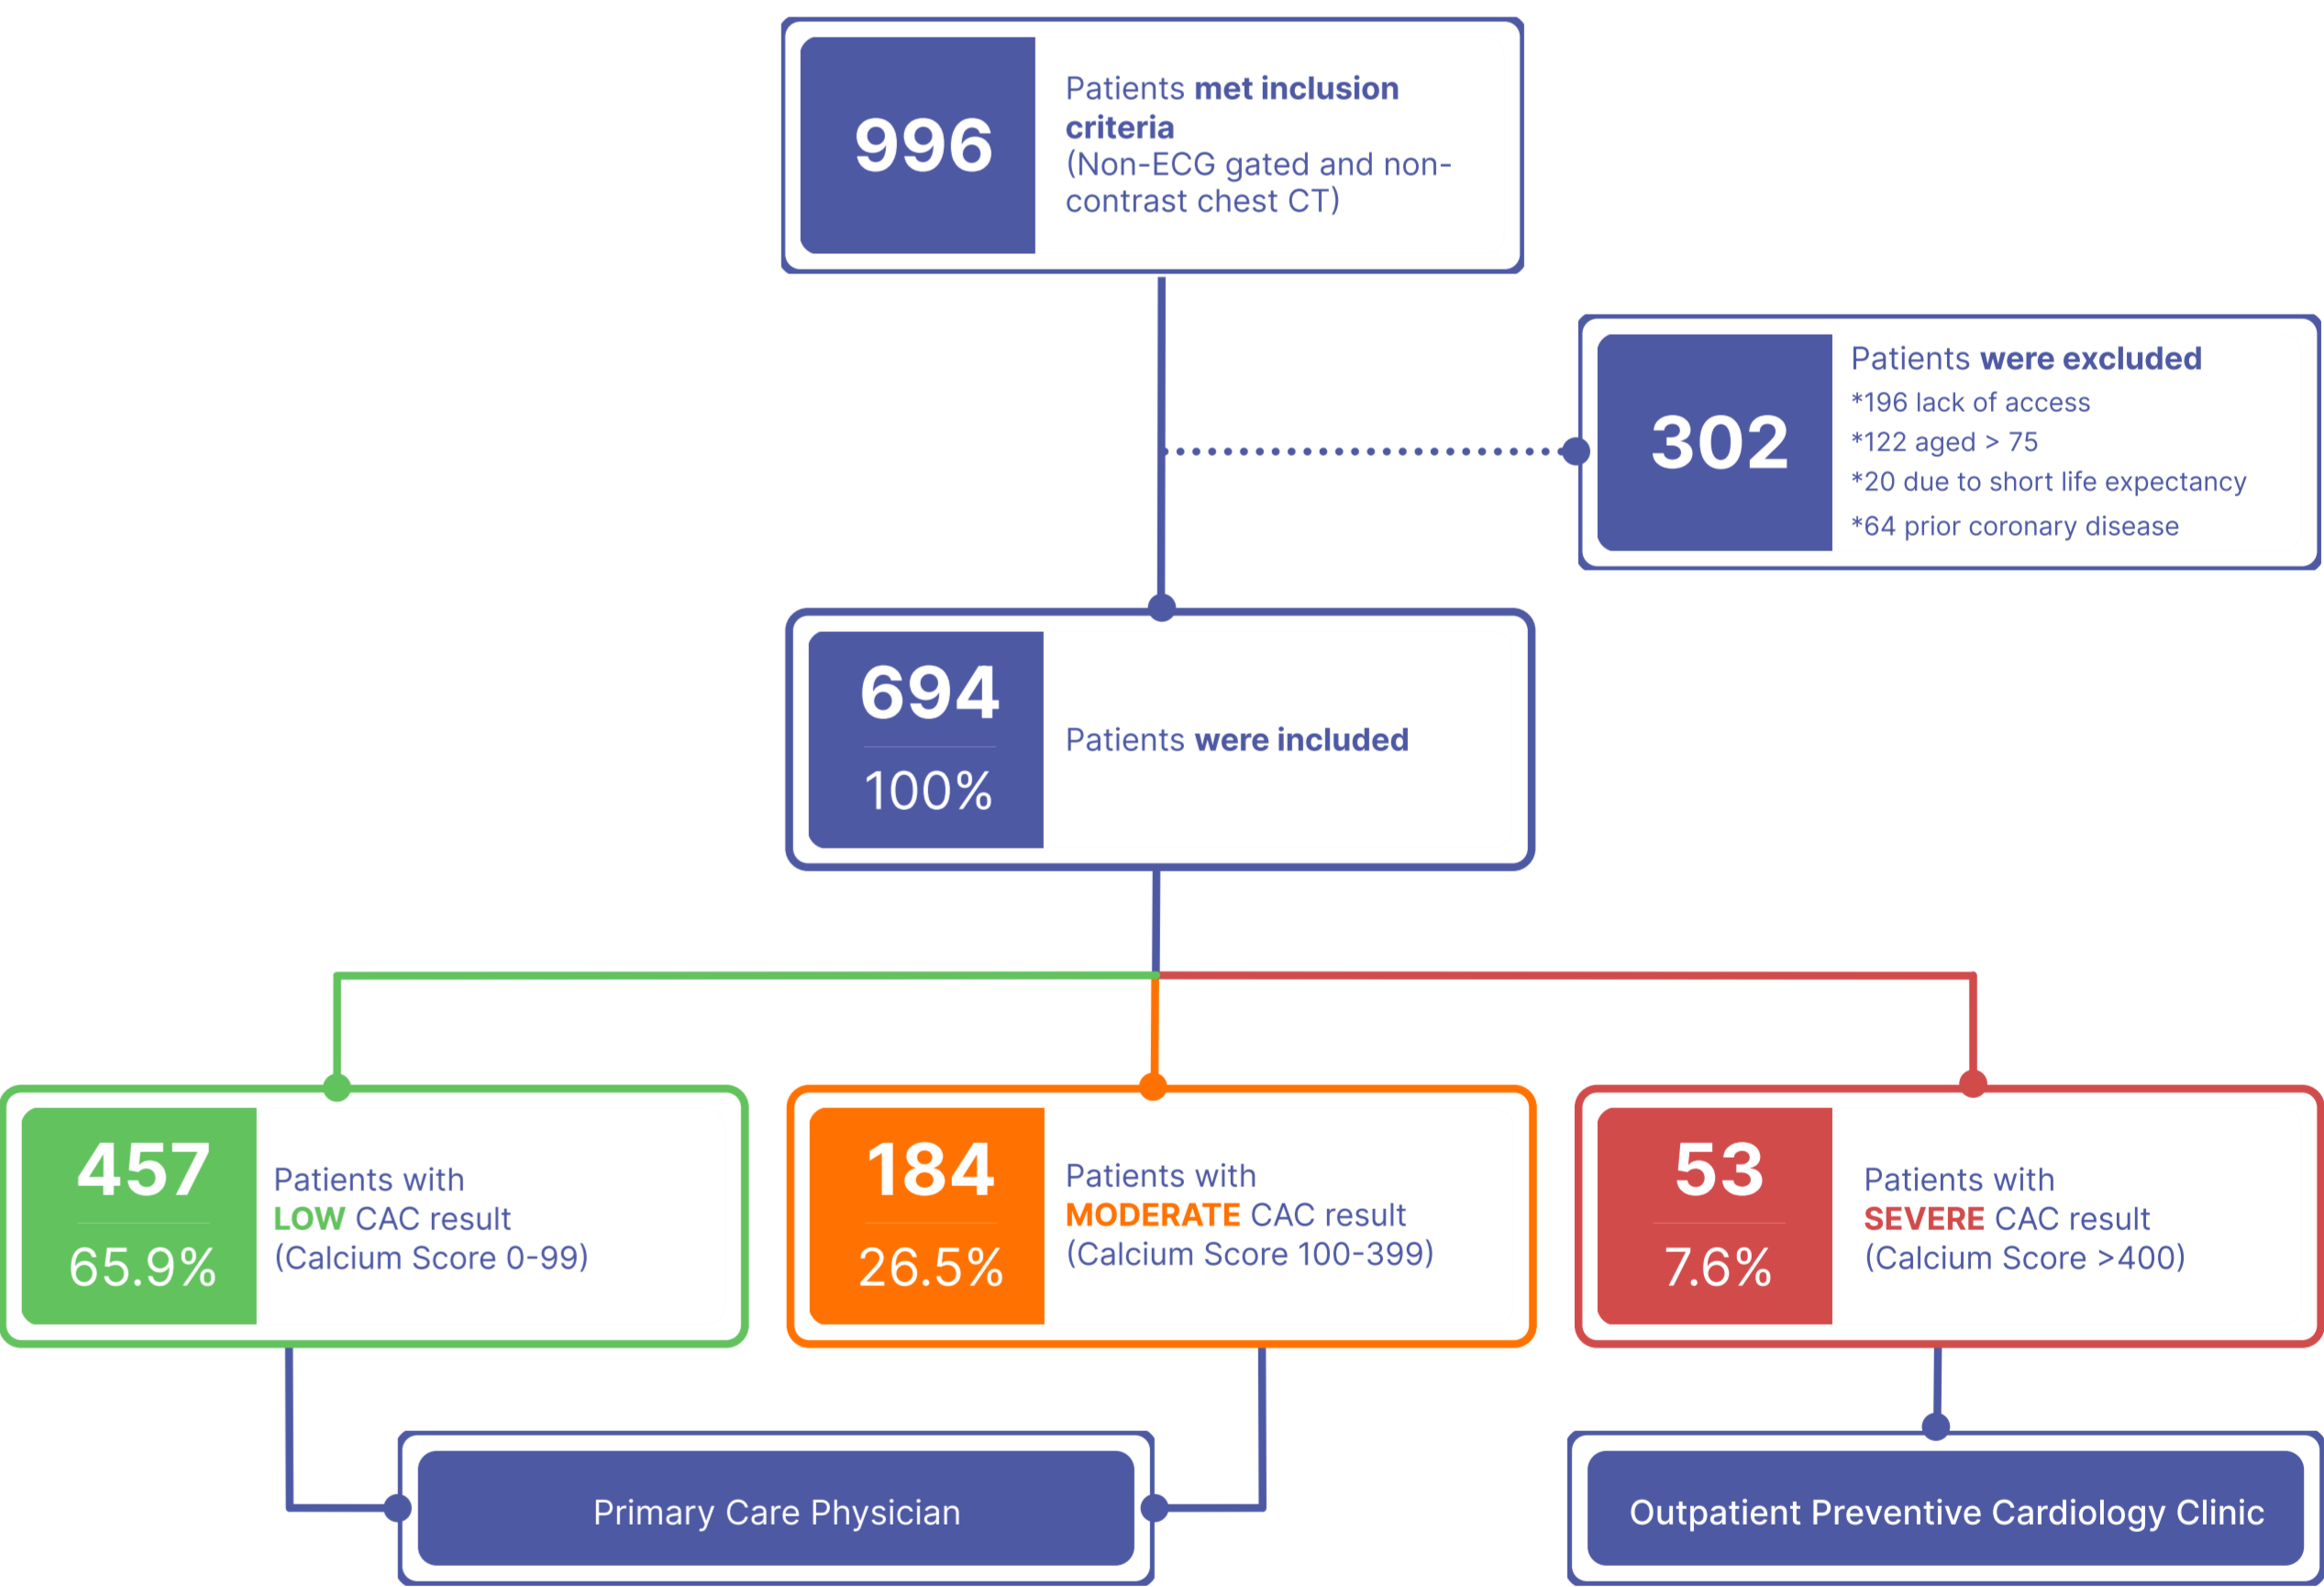 996
Patients met inclusion
criteria
(Non-ECG gated and non-
contrast chest CT)
302
Patients were excluded
*196 lack of access
*122 aged > 75
*20 due to short life expectancy
*64 prior coronary disease
694
100%
Patients were included
457
65.9%
Patients with
LOW CAC result
(Calcium Score 0-99)
184
26.5%
Patients with
MODERATE CAC result
(Calcium Score 100-399)
53
7.6%
Patients with
SEVERE CAC result
(Calcium Score >400)
Primary Care Physician
Outpatient Preventive Cardiology Clinic